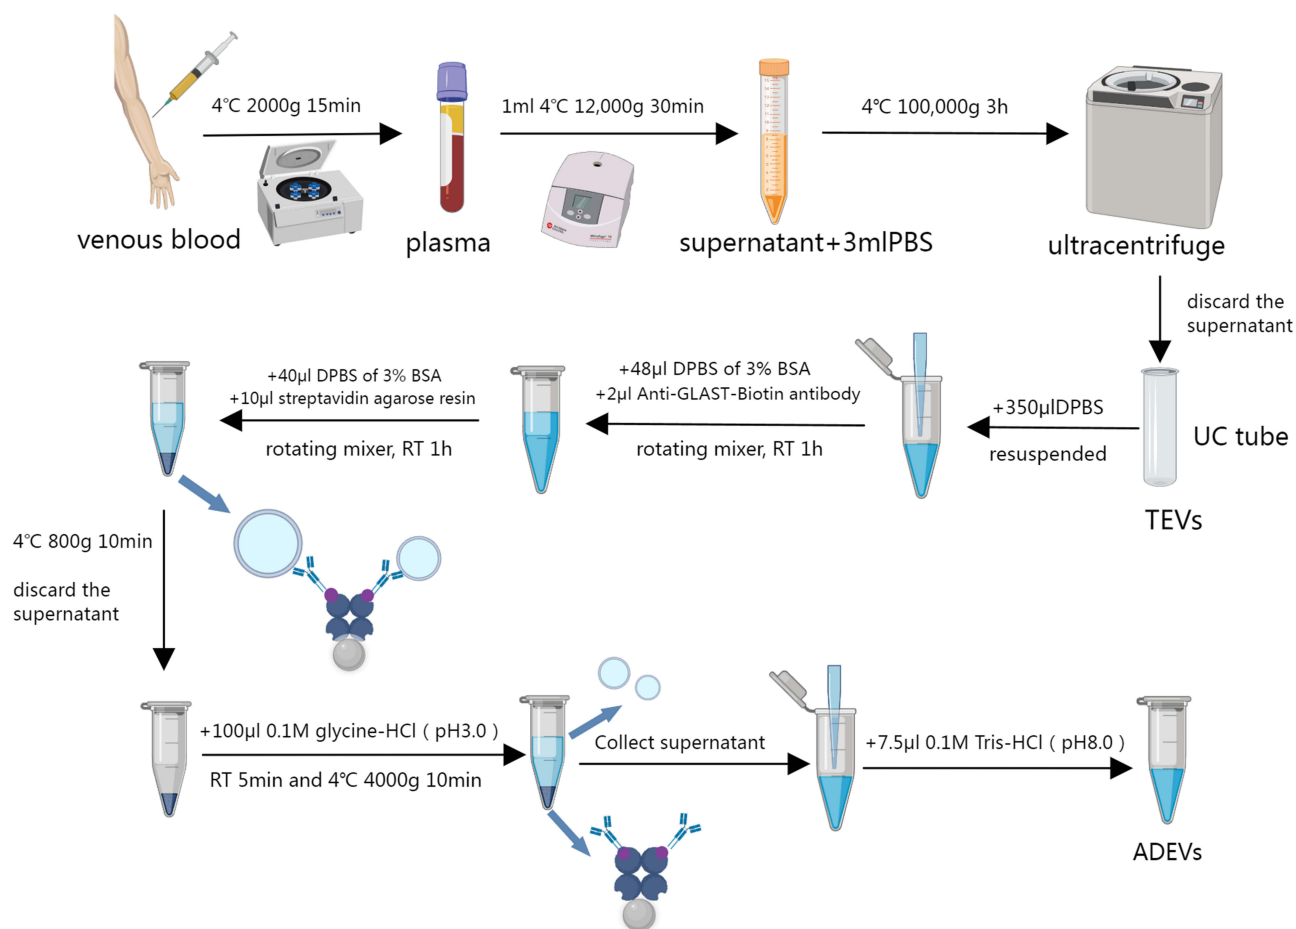 4℃ 2000g 15min
1ml 4℃ 12,000g 30min
4℃ 100,000g 3h
venous blood
plasma
supernatant+3mlPBS
ultracentrifuge
discard the
supernatant
+40μl DPBS of 3% BSA
+10μl streptavidin agarose resin
rotating mixer, RT 1h
+48μl DPBS of 3% BSA
+2μl Anti-GLAST-Biotin antibody
rotating mixer, RT 1h
+350μlDPBS
resuspended
UC tube
TEVs
4℃ 800g 10min
discard the
supernatant
+100μl 0.1M glycine-HCl ( pH3.0 )
RT 5min and 4℃ 4000g 10min
Collect supernatant
+7.5μl 0.1M Tris-HCl ( pH8.0 )
ADEVs